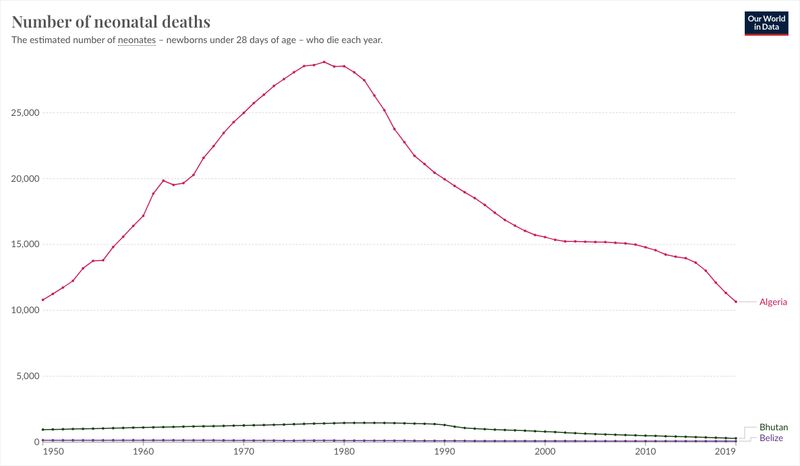 Number of neonatal deaths
Our World
in Data
The estimated number of neonates – newborns under 28 days of age – who die each year.
25,000
20,000
15,000
10,000
5,000
0
Algeria
Bhutan
Belize
1950
1960
1970
1980
1990
2000
2010
2019